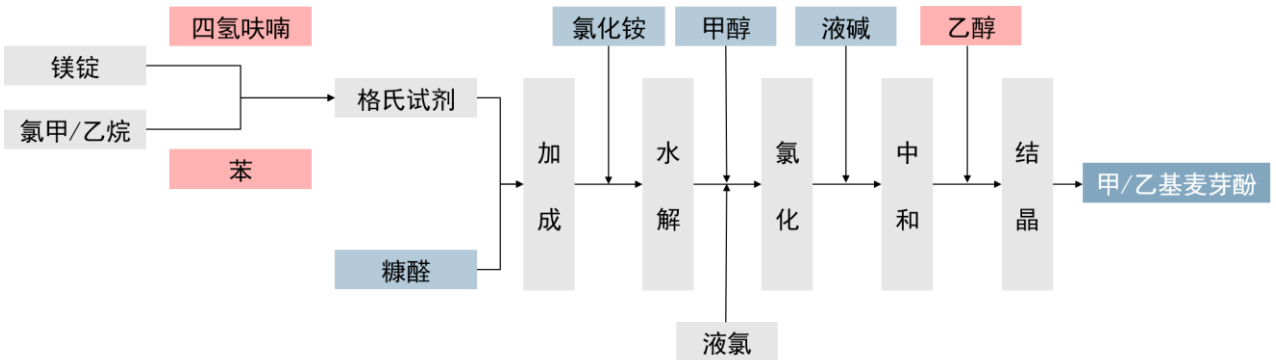 四氢呋喃
镁锭
氯甲/乙烷
苯
格氏试剂
糠醛
加成
氯化铵
水解
甲醇
液氯
氯化
液碱
中和
乙醇
结晶
甲/乙基麦芽酚